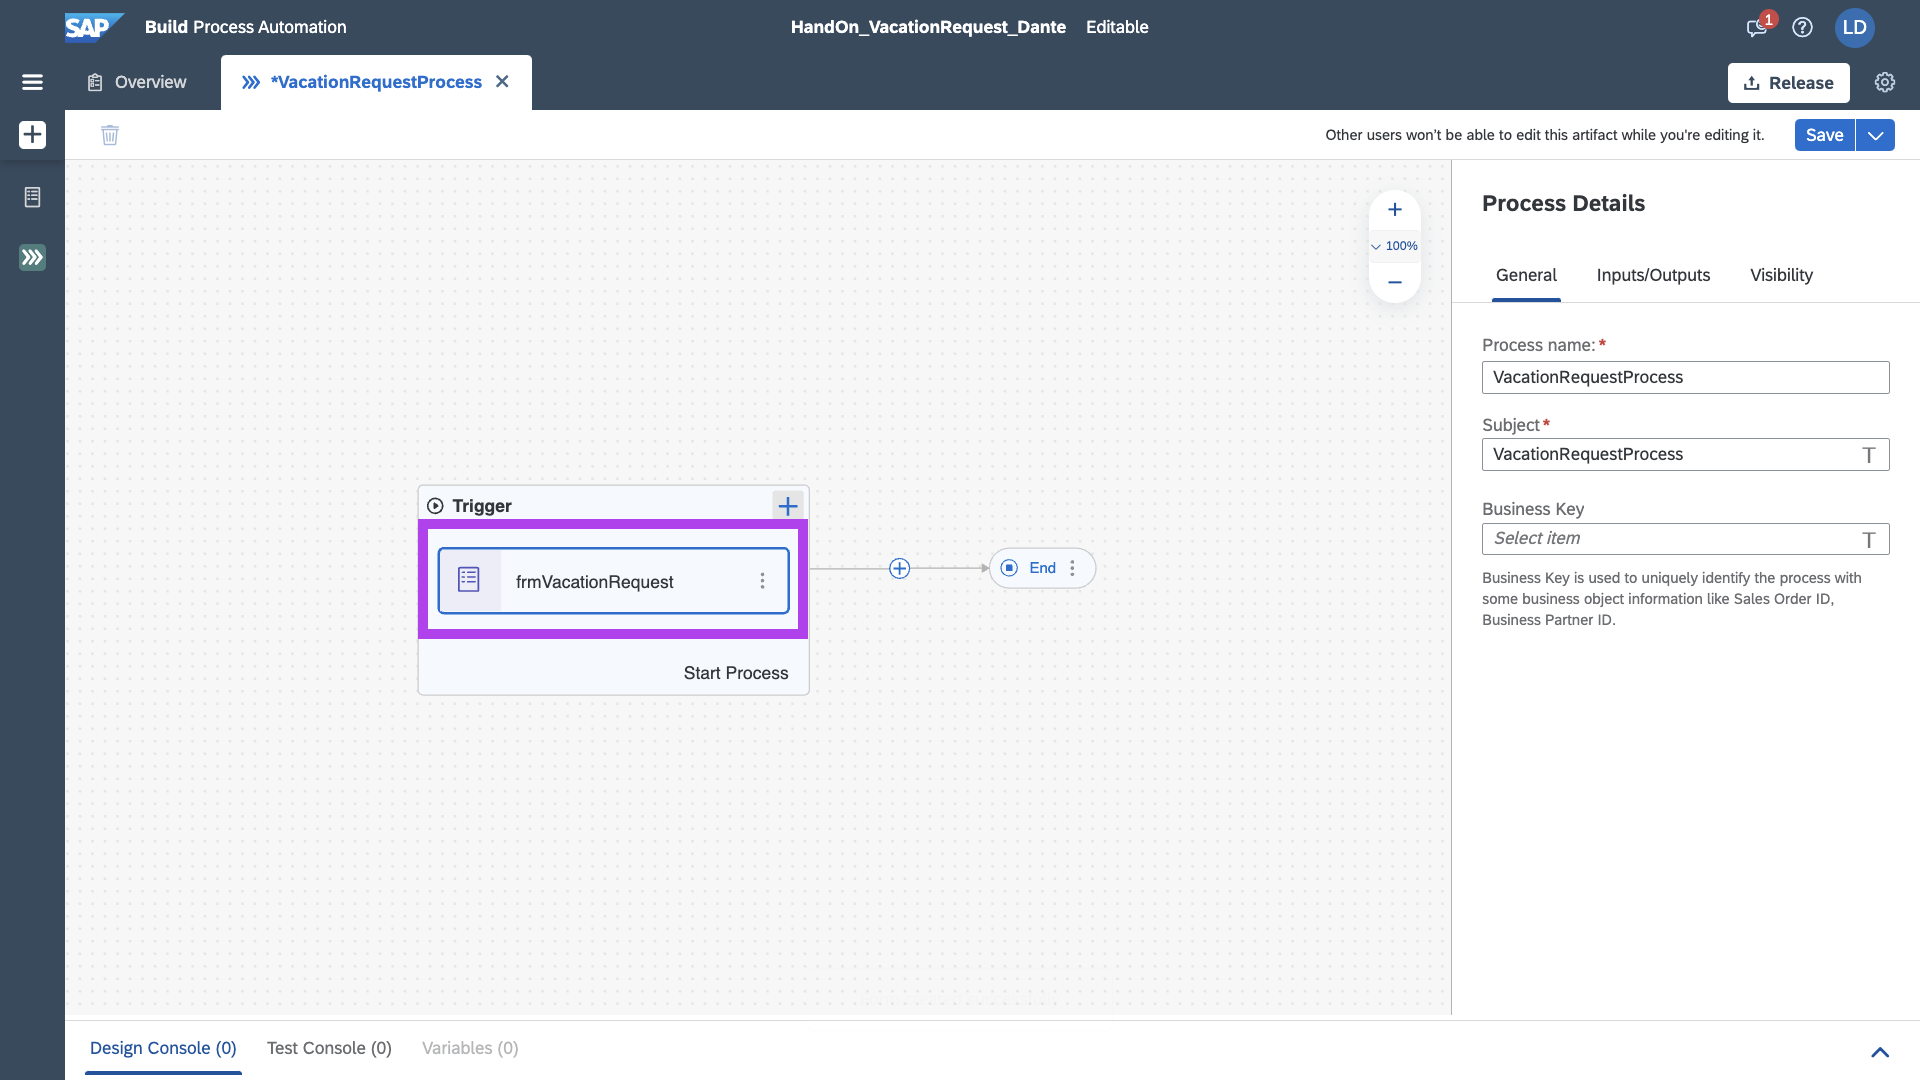 SAP Build Process Automation
HandOn_VacationRequest_Dante Editable
1
LD
Overview
*VacationRequestProcess
Release
Other users won't be able to edit this artifact while you're editing it.
Save
100%
Process Details
General Inputs/Outputs Visibility
Process name:*
VacationRequestProcess
Subject*
VacationRequestProcess
Business Key
Select item
Business Key is used to uniquely identify the process with
some business object information like Sales Order ID,
Business Partner ID.
Trigger
frmVacationRequest
Start Process
End
Design Console (0) Test Console (0) Variables (0)